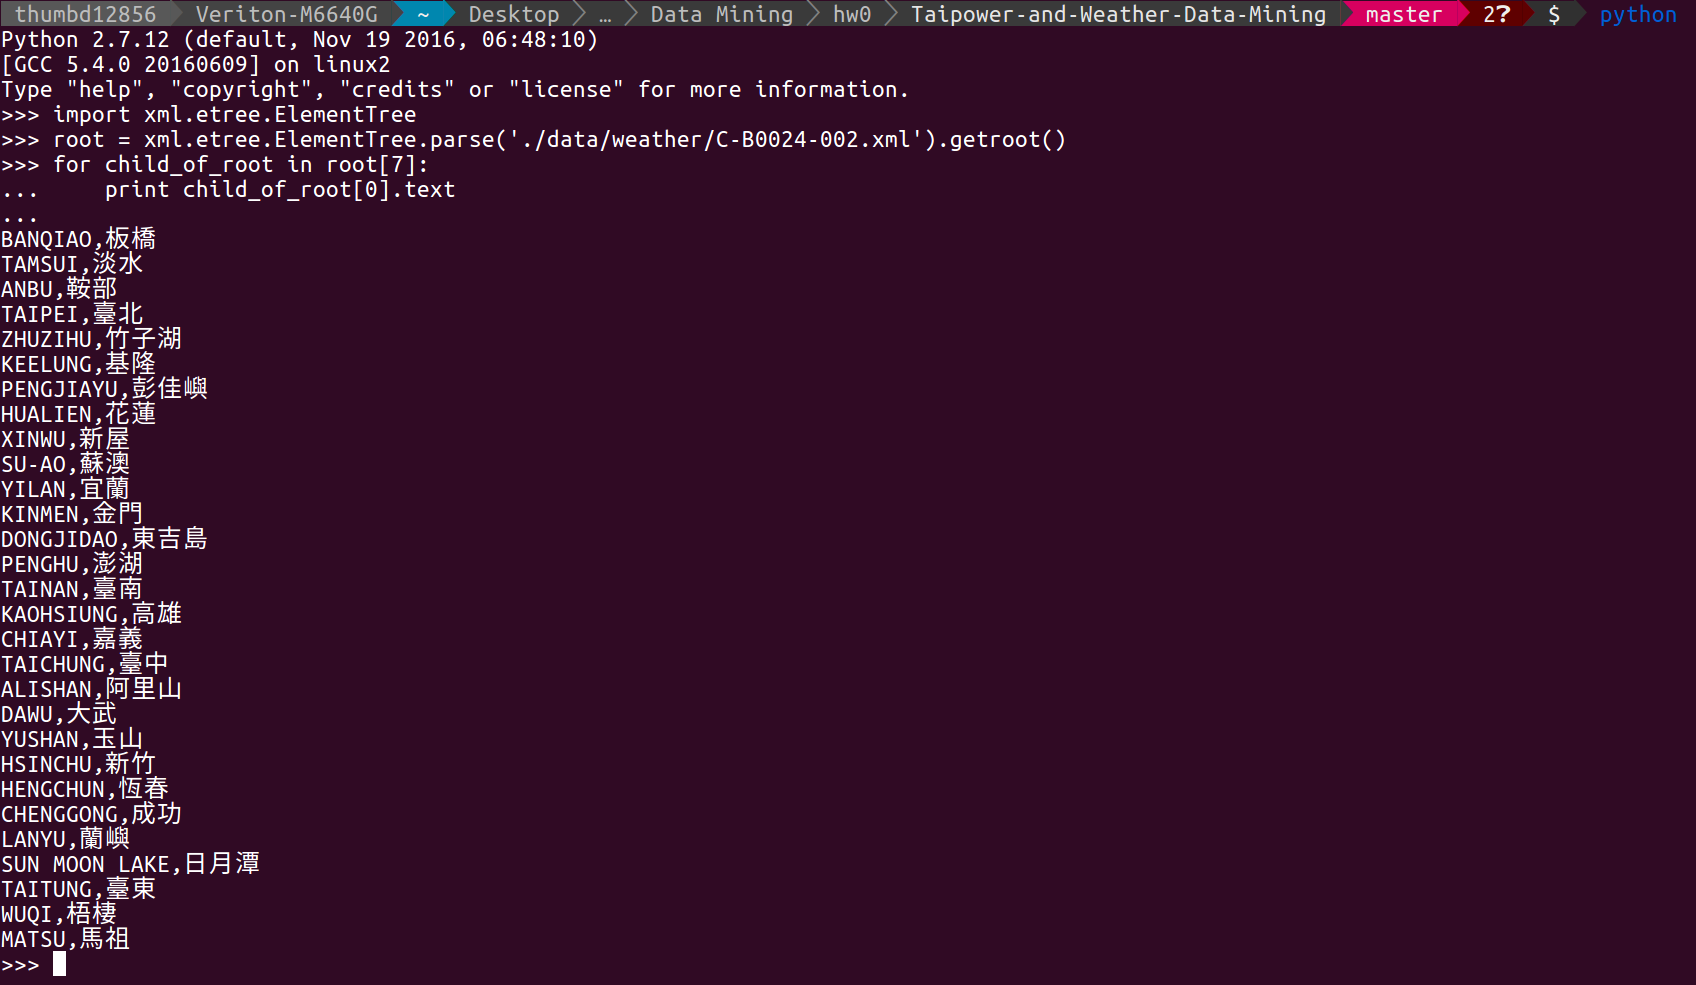 thumbd12856 Veriton-M6640G ~ Desktop … Data Mining hw0 Taipower-and-Weather-Data-Mining master 2? $ python
Python 2.7.12 (default, Nov 19 2016, 06:48:10)
[GCC 5.4.0 20160609] on linux2
Type "help", "copyright", "credits" or "license" for more information.
>>> import xml.etree.ElementTree
>>> root = xml.etree.ElementTree.parse('./data/weather/C-B0024-002.xml').getroot()
>>> for child_of_root in root[7]:
...     print child_of_root[0].text
...
BANQIAO,板橋
TAMSUI,淡水
ANBU,鞍部
TAIPEI,臺北
ZHUZIHU,竹子湖
KEELUNG,基隆
PENGJIAYU,彭佳嶼
HUALIEN,花蓮
XINWU,新屋
SU-AO,蘇澳
YILAN,宜蘭
KINMEN,金門
DONGJIDAO,東吉島
PENGHU,澎湖
TAINAN,臺南
KAOHSIUNG,高雄
CHIAYI,嘉義
TAICHUNG,臺中
ALISHAN,阿里山
DAWU,大武
YUSHAN,玉山
HSINCHU,新竹
HENGCHUN,恆春
CHENGGONG,成功
LANYU,蘭嶼
SUN MOON LAKE,日月潭
TAITUNG,臺東
WUQI,梧棲
MATSU,馬祖
>>>